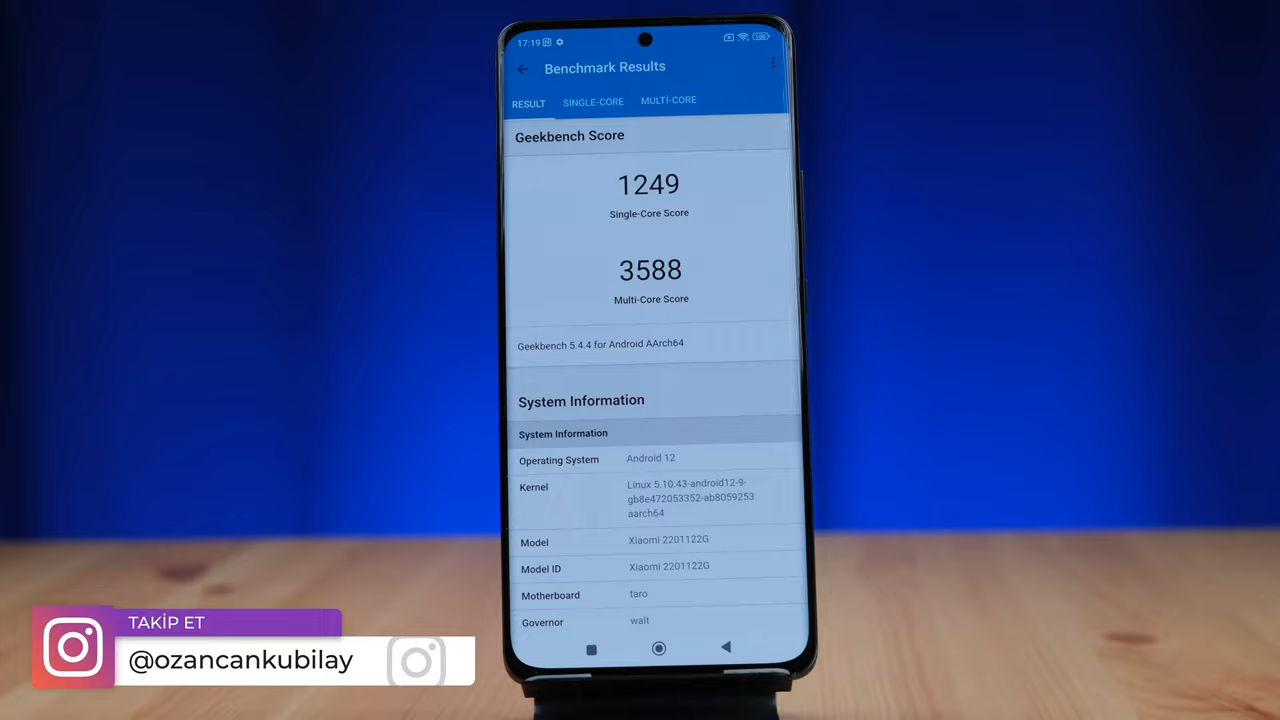 17:19
Benchmark Results
RESULT SİNGLE-CORE MULTİ-CORE
Geekbench Score
1249
Single-Core Score
3588
Multi-Core Score
Geekbench 5.4.4 for Android AArch64
System Information
System Information
Operating System Android 12
Kernel Linux 5.10.43-android12-9-
gb8e472053352-ab8059253
aarch64
Model Xiaomi 2201122G
Model ID Xiaomi 2201122G
Motherboard taro
Governor walt
TAKİP ET
@ozancankubilay